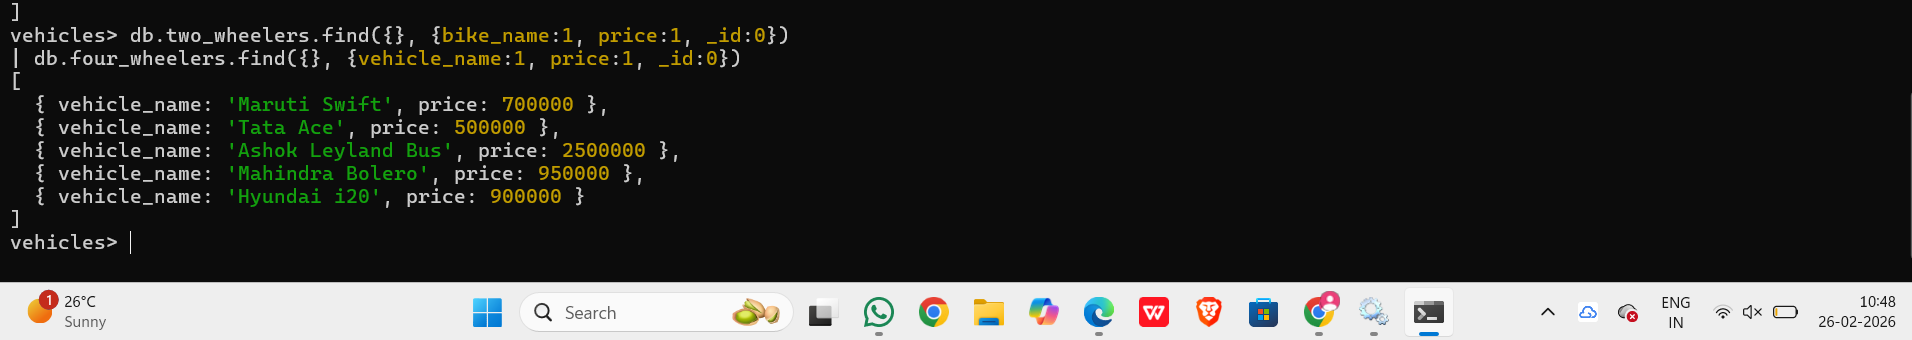 ]
vehicles> db.two_wheelers.find({}, {bike_name:1, price:1, _id:0})
| db.four_wheelers.find({}, {vehicle_name:1, price:1, _id:0})
[
  { vehicle_name: 'Maruti Swift', price: 700000 },
  { vehicle_name: 'Tata Ace', price: 500000 },
  { vehicle_name: 'Ashok Leyland Bus', price: 2500000 },
  { vehicle_name: 'Mahindra Bolero', price: 950000 },
  { vehicle_name: 'Hyundai i20', price: 900000 }
]
vehicles>
1
26°C
Sunny
Search
W
ENG
IN
10:48
26-02-2026